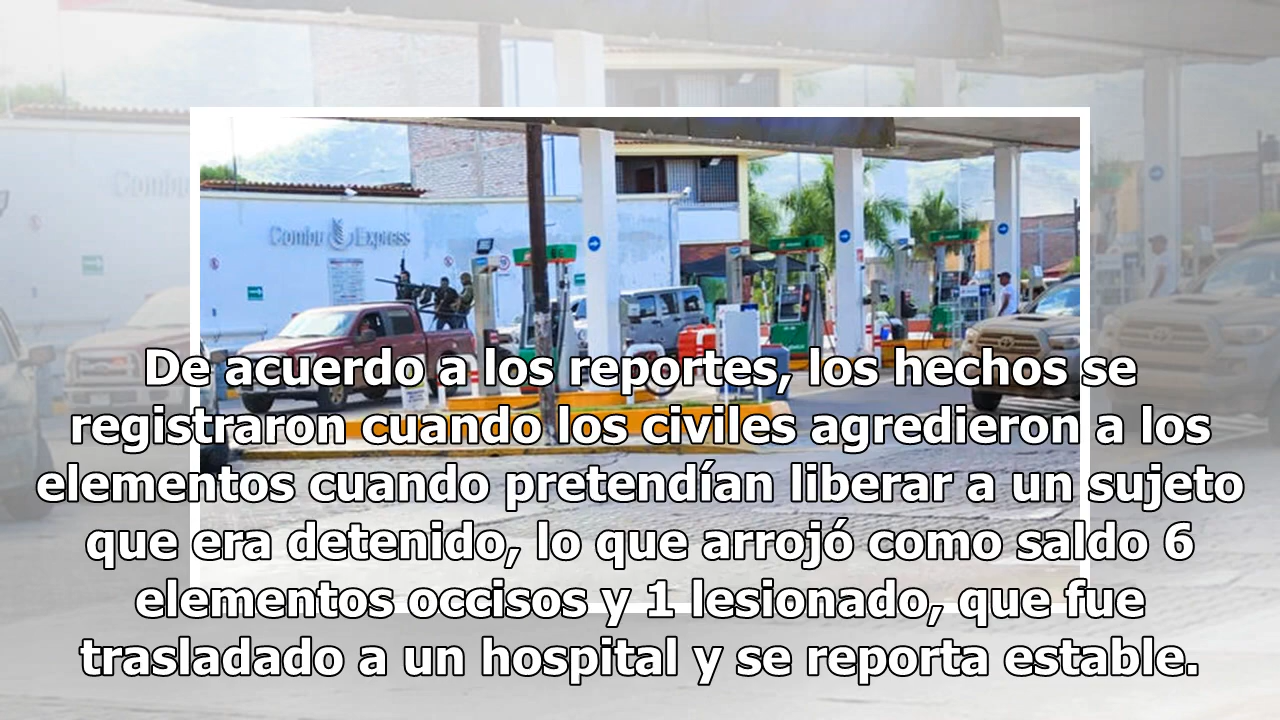 Combu Express
De acuerdo a los reportes, los hechos se
registraron cuando los civiles agredieron a los
elementos cuando pretendían liberar a un sujeto
que era detenido, lo que arrojó como saldo 6
elementos occisos y 1 lesionado, que fue
trasladado a un hospital y se reporta estable.